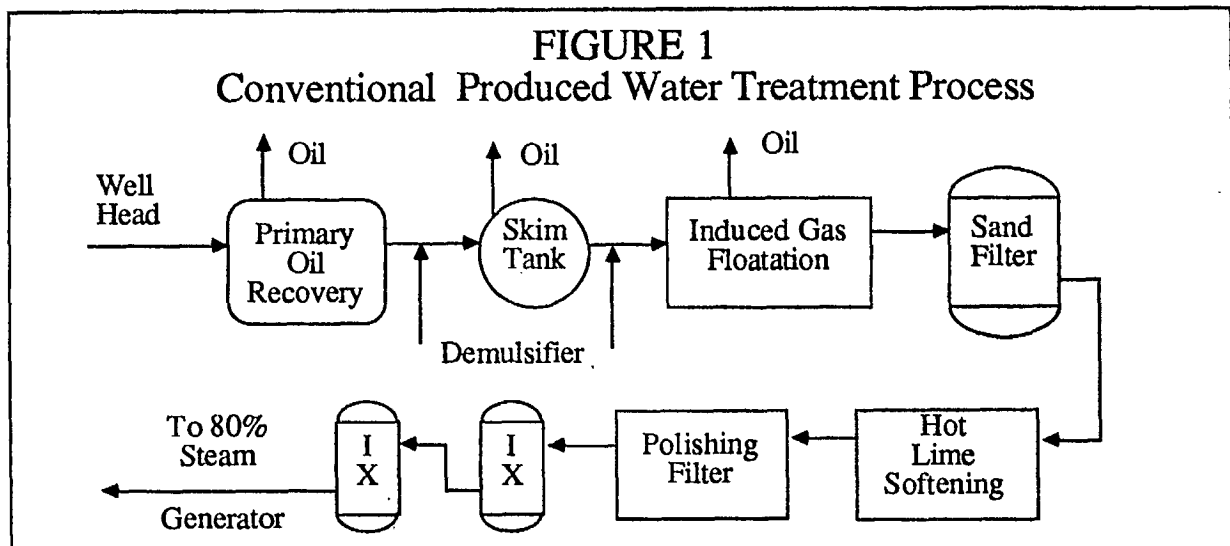 FIGURE 1
Conventional Produced Water Treatment Process
Oil
Oil
Oil
Well
Head
Primary
Oil
Recovery
Skim
Tank
Induced Gas
Floatation
Sand
Filter
Demulsifier
To 80%
Steam
Generator
I
X
I
X
Polishing
Filter
Hot
Lime
Softening